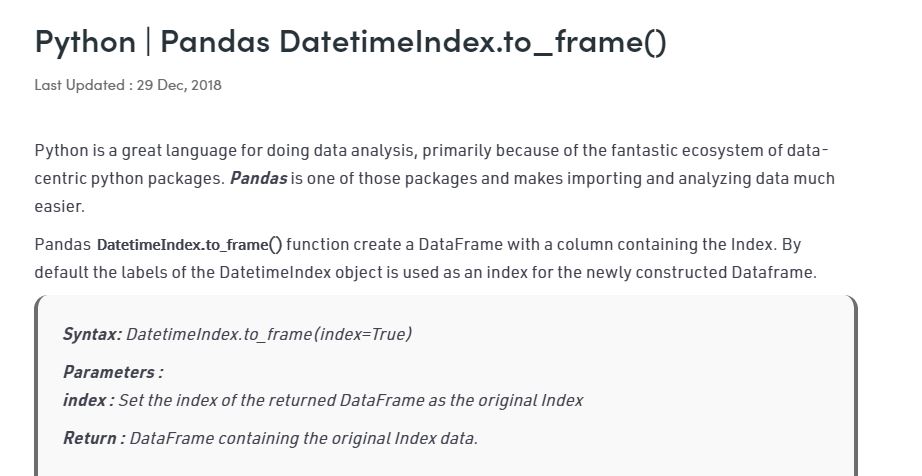 Python | Pandas DatetimeIndex.to_frame()
Last Updated : 29 Dec, 2018
Python is a great language for doing data analysis, primarily because of the fantastic ecosystem of data-
centric python packages. Pandas is one of those packages and makes importing and analyzing data much
easier.
Pandas DatetimeIndex.to_frame() function create a DataFrame with a column containing the Index. By
default the labels of the DatetimeIndex object is used as an index for the newly constructed Dataframe.
Syntax: DatetimeIndex.to_frame(index=True)
Parameters :
index : Set the index of the returned DataFrame as the original Index
Return : DataFrame containing the original Index data.